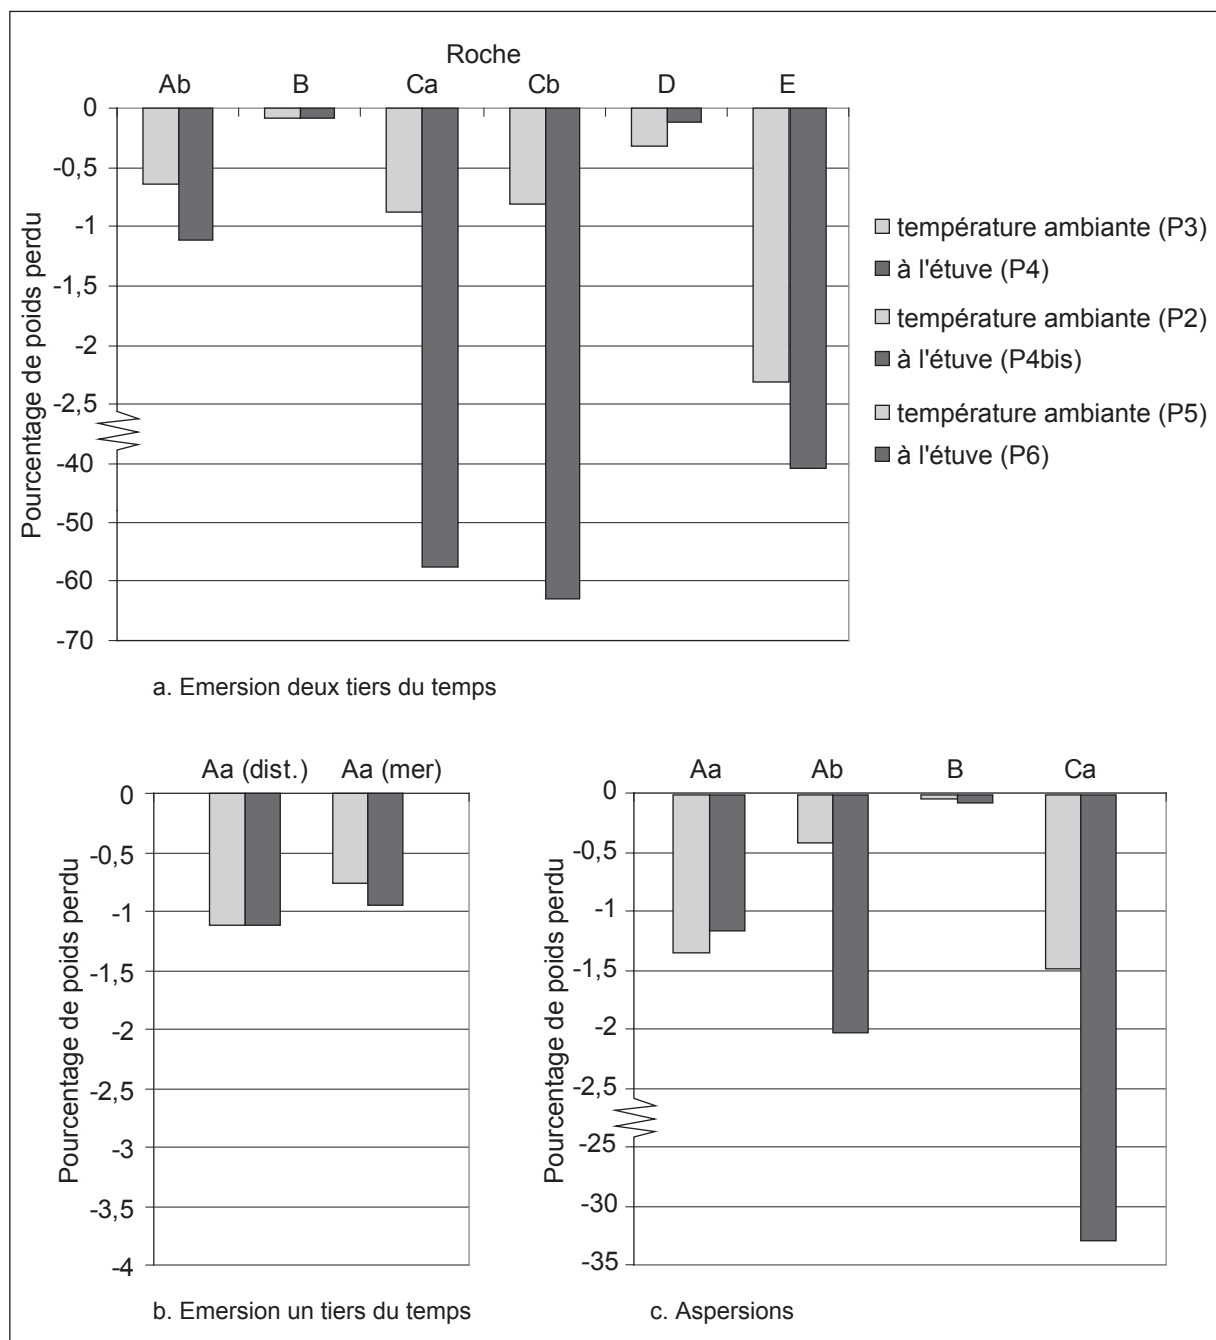 Roche
Ab B Ca Cb D E
0
-0,5
-1
-1,5
-2
-2,5
-40
-50
-60
-70
Pourcentage de poids perdu
température ambiante (P3)
à l'étuve (P4)
température ambiante (P2)
à l'étuve (P4bis)
température ambiante (P5)
à l'étuve (P6)
a. Emersion deux tiers du temps
Aa (dist.) Aa (mer)
0
-0,5
-1
-1,5
-2
-2,5
-3
-3,5
-4
Pourcentage de poids perdu
b. Emersion un tiers du temps
Aa Ab B Ca
0
-0,5
-1
-1,5
-2
-2,5
-25
-30
-35
Pourcentage de poids perdu
c. Aspersions